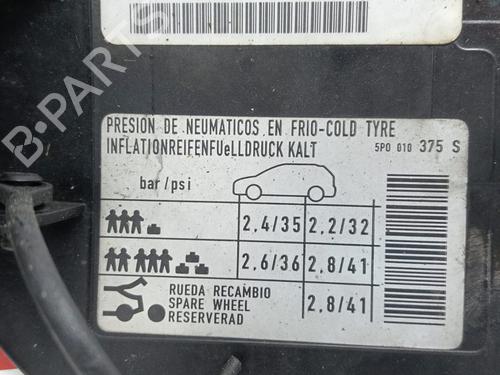 PRESION DE NEUMATICOS EN FRIO-COLD TYRE
INFLATIONREIFENFUeLLDRUCK KALT
5P0 010 375 S
bar/psi
2,4/35 2,2/32
2,6/36 2,8/41
RUEDA RECAMBIO
SPARE WHEEL
RESERVERAD
2,8/41